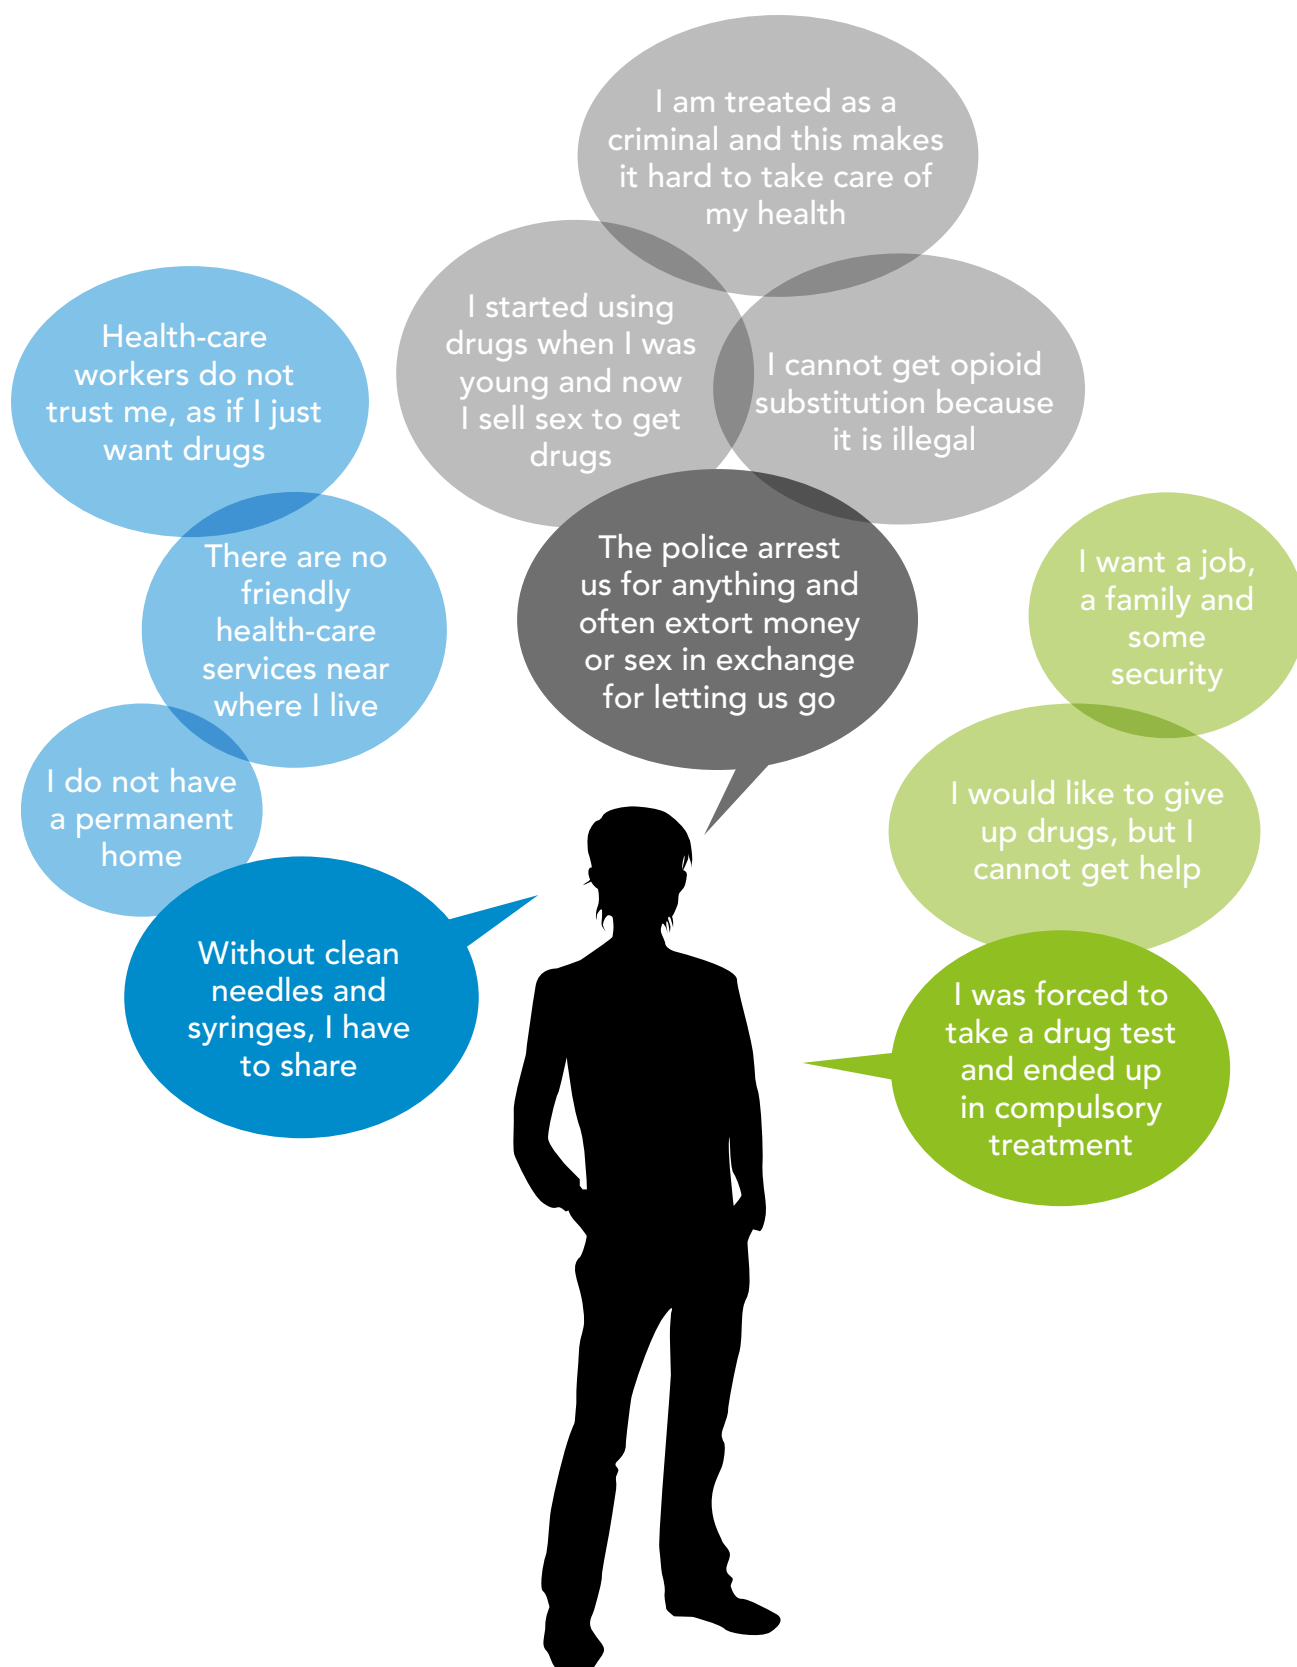 I am treated as a
criminal and this makes
it hard to take care of
my health
I started using
drugs when I was
young and now
I sell sex to get
drugs
I cannot get opioid
substitution because
it is illegal
The police arrest
us for anything and
often extort money
or sex in exchange
for letting us go
Health-care
workers do not
trust me, as if I just
want drugs
There are no
friendly
health-care
services near
where I live
I do not have
a permanent
home
Without clean
needles and
syringes, I have
to share
I want a job,
a family and
some
security
I would like to give
up drugs, but I
cannot get help
I was forced to
take a drug test
and ended up
in compulsory
treatment